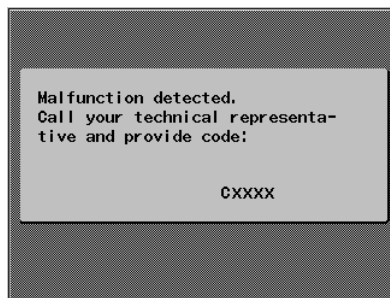 Malfunction detected.
Call your technical representa-
tive and provide code:
CXXXX